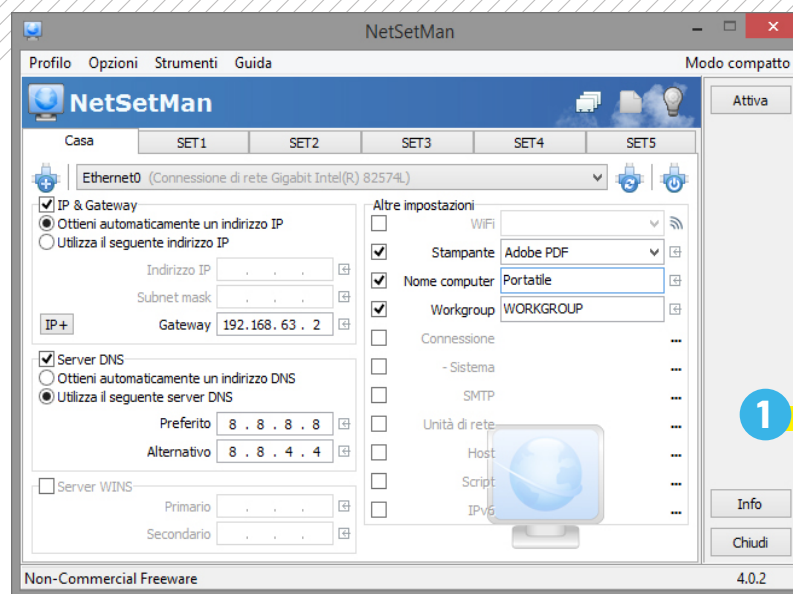 NetSetMan
Profilo Opzioni Strumenti Guida Modo compatto
NetSetMan
Attiva
Casa SET1 SET2 SET3 SET4 SET5
Ethernet0 (Connessione di rete Gigabit Intel(R) 82574L)
IP & Gateway
Ottieni automaticamente un indirizzo IP
Utilizza il seguente indirizzo IP
Indirizzo IP . . .
Subnet mask . . .
IP+ Gateway 192.168.63.2
Server DNS
Ottieni automaticamente un indirizzo DNS
Utilizza il seguente server DNS
Preferito 8.8.8.8
Alternativo 8.8.4.4
Server WINS
Primario . . .
Secondario . . .
Altre impostazioni
WiFi
Stampante Adobe PDF
Nome computer Portatile
Workgroup WORKGROUP
Connessione ...
- Sistema ...
SMTP ...
Unità di rete ...
Host ...
Script ...
IPv6 ...
1
Info
Chiudi
Non-Commercial Freeware 4.0.2